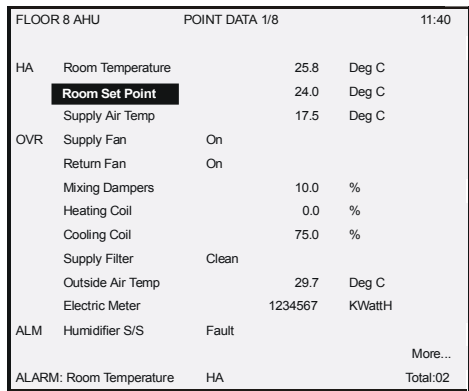 FLOOR 8 AHU POINT DATA 1/8 11:40
HA Room Temperature 25.8 Deg C
Room Set Point 24.0 Deg C
Supply Air Temp 17.5 Deg C
OVR Supply Fan On
Return Fan On
Mixing Dampers 10.0 %
Heating Coil 0.0 %
Cooling Coil 75.0 %
Supply Filter Clean
Outside Air Temp 29.7 Deg C
Electric Meter 1234567 KWattH
ALM Humidifier S/S Fault
More...
ALARM: Room Temperature HA Total:02